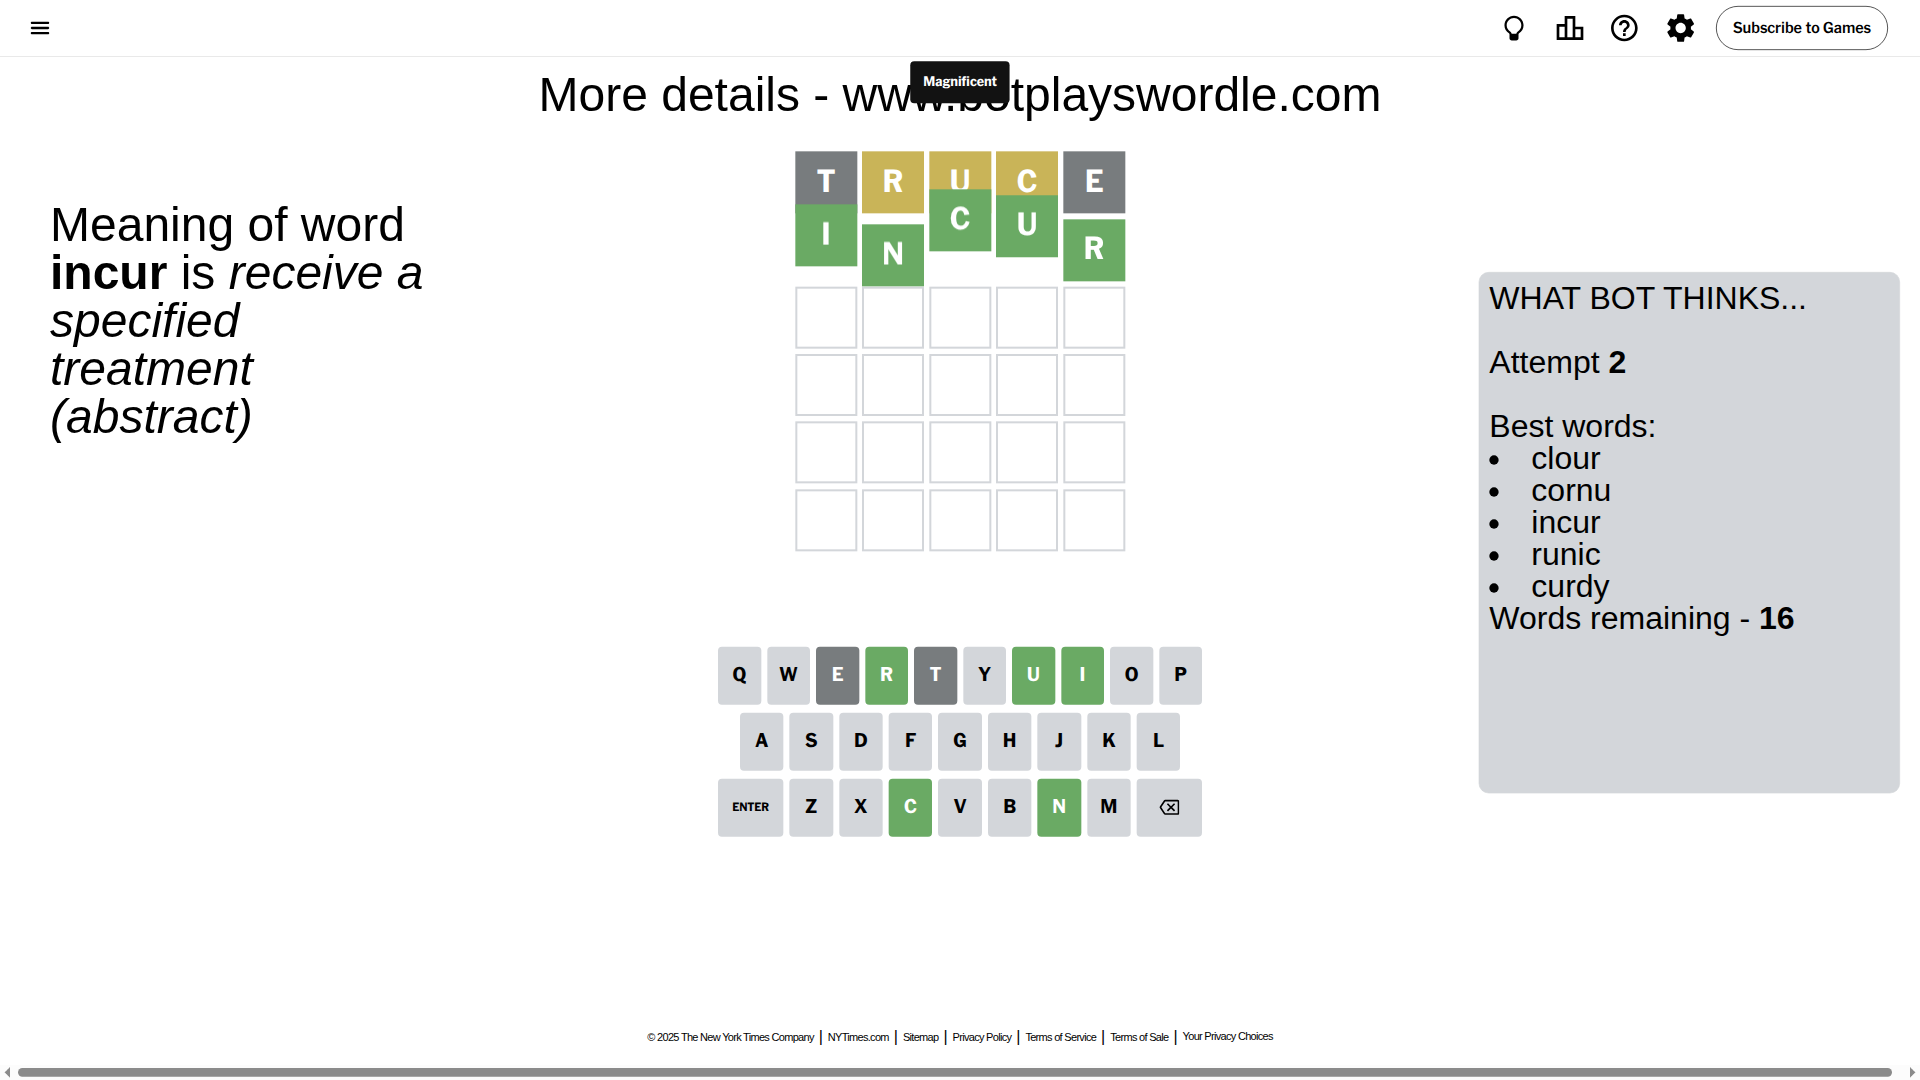 Subscribe to Games
Magnificent
More details - www.botplayswordle.com
T R U C E
I N C U R
Meaning of word
incur is receive a
specified
treatment
(abstract)
WHAT BOT THINKS...
Attempt 2
Best words:
• clour
• cornu
• incur
• runic
• curdy
Words remaining - 16
Q W E R T Y U I O P
A S D F G H J K L
ENTER Z X C V B N M
© 2025 The New York Times Company | NYTimes.com | Sitemap | Privacy Policy | Terms of Service | Terms of Sale | Your Privacy Choices